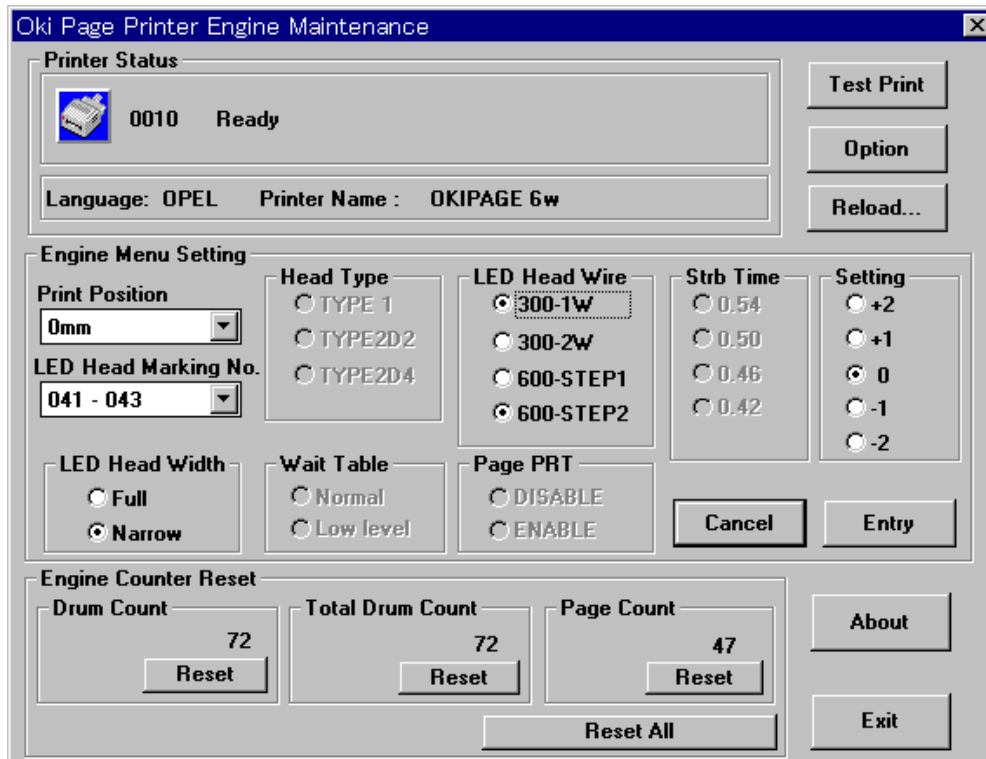 Oki Page Printer Engine Maintenance
Printer Status
0010 Ready
Language: OPEL Printer Name : OKIPAGE 6w
Test Print
Option
Reload...
Engine Menu Setting
Print Position
0mm
LED Head Marking No.
041 - 043
Head Type
TYPE 1
TYPE2D2
TYPE2D4
LED Head Wire
300-1W
300-2W
600-STEP1
600-STEP2
Strb Time
0.54
0.50
0.46
0.42
Setting
+2
+1
0
-1
-2
LED Head Width
Full
Narrow
Wait Table
Normal
Low level
Page PRT
DISABLE
ENABLE
Cancel
Entry
Engine Counter Reset
Drum Count
72
Reset
Total Drum Count
72
Reset
Page Count
47
Reset
Reset All
About
Exit